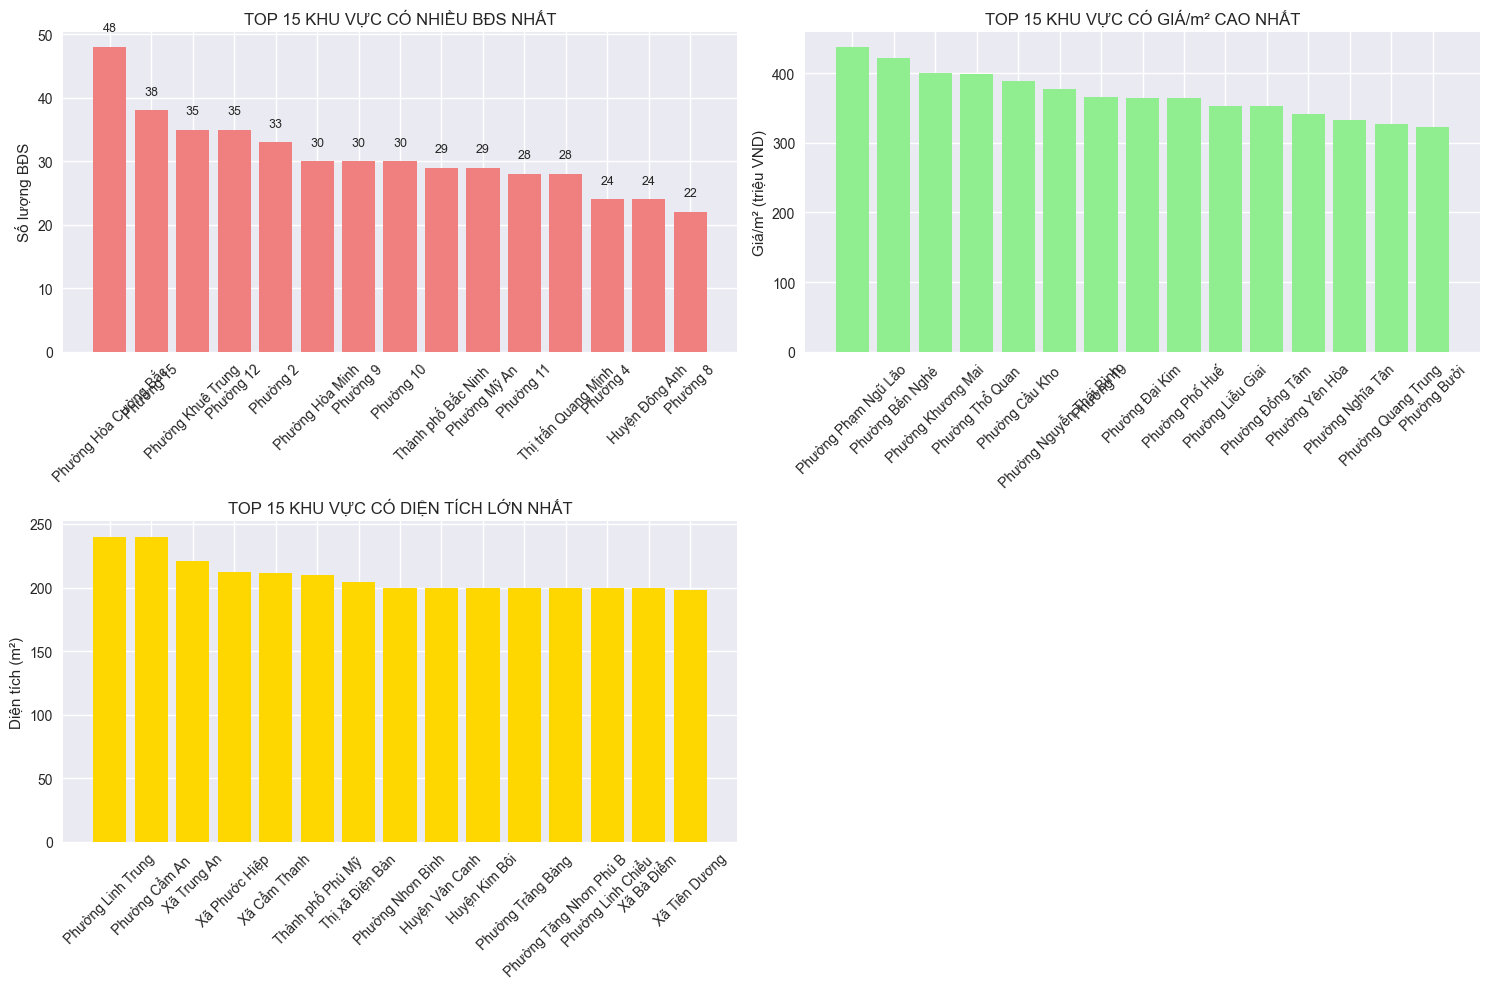 TOP 15 KHU VỰC CÓ NHIỀU BĐS NHẤT
Số lượng BĐS
50
40
30
20
10
0
48
38
35
35
33
30
30
30
29
29
28
28
24
24
22
Phường Hòa Cường Bắc
Phường 15
Phường Khuê Trung
Phường 12
Phường 2
Phường Hòa Minh
Phường 9
Phường 10
Thành phố Bắc Ninh
Phường Mỹ An
Phường 11
Thị trấn Quang Minh
Phường 4
Huyện Đông Anh
Phường 8
TOP 15 KHU VỰC CÓ GIÁ/m² CAO NHẤT
Giá/m² (triệu VND)
400
300
200
100
0
Phường Phạm Ngũ Lão
Phường Bến Nghé
Phường Khương Mai
Phường Thổ Quan
Phường Cầu Kho
Phường Nguyễn Thái Bình
Phường 19
Phường Đại Kim
Phường Phố Huế
Phường Liễu Giai
Phường Đồng Tâm
Phường Yên Hòa
Phường Nghĩa Tân
Phường Quang Trung
Phường Bưởi
TOP 15 KHU VỰC CÓ DIỆN TÍCH LỚN NHẤT
Diện tích (m²)
250
200
150
100
50
0
Phường Linh Trung
Phường Cẩm An
Xã Trung An
Xã Phước Hiệp
Xã Cẩm Thanh
Thành phố Phú Mỹ
Thị xã Điện Bàn
Phường Nhơn Bình
Huyện Vân Canh
Huyện Kim Bôi
Phường Trảng Bàng
Phường Tăng Nhơn Phú B
Phường Linh Chiểu
Xã Bà Điểm
Xã Tiên Dương